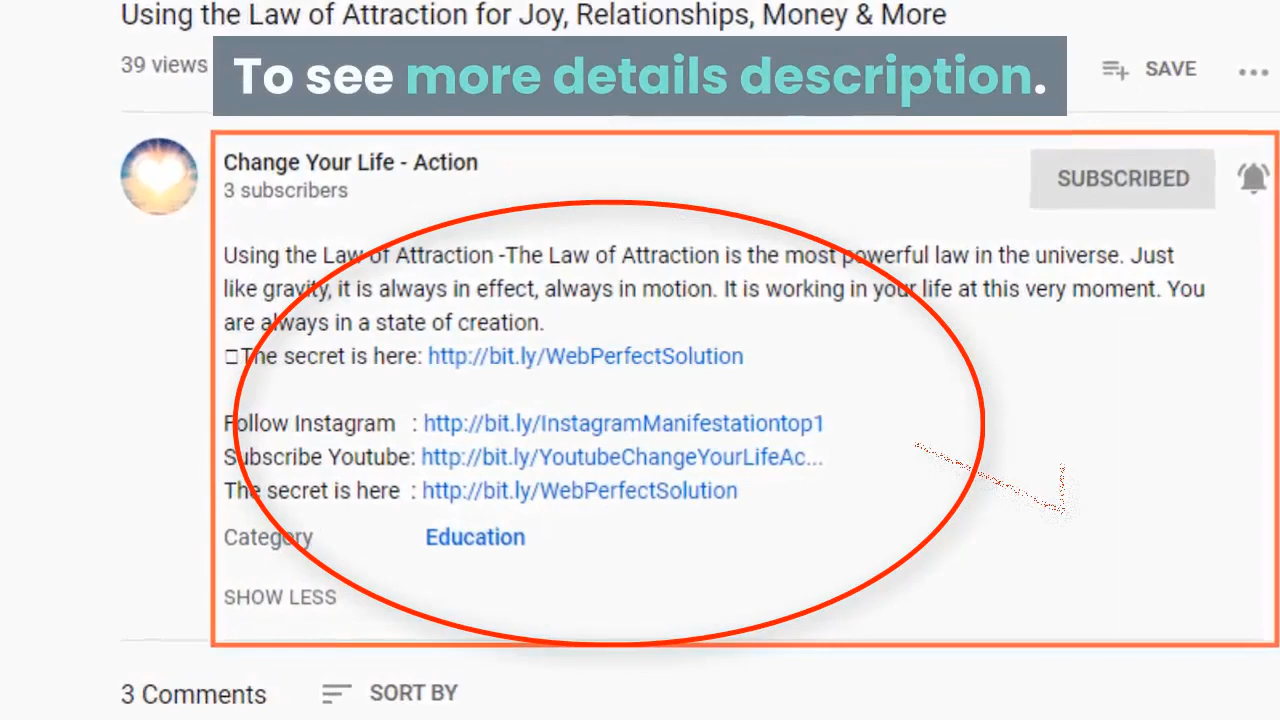 Using the Law of Attraction for Joy, Relationships, Money & More
39 views
To see more details description.
SAVE
Change Your Life - Action
3 subscribers
SUBSCRIBED
Using the Law of Attraction -The Law of Attraction is the most powerful law in the universe. Just
like gravity, it is always in effect, always in motion. It is working in your life at this very moment. You
are always in a state of creation.
□The secret is here: http://bit.ly/WebPerfectSolution
Follow Instagram : http://bit.ly/InstagramManifestationtop1
Subscribe Youtube: http://bit.ly/YoutubeChangeYourLifeAc...
The secret is here : http://bit.ly/WebPerfectSolution
Category Education
SHOW LESS
3 Comments SORT BY